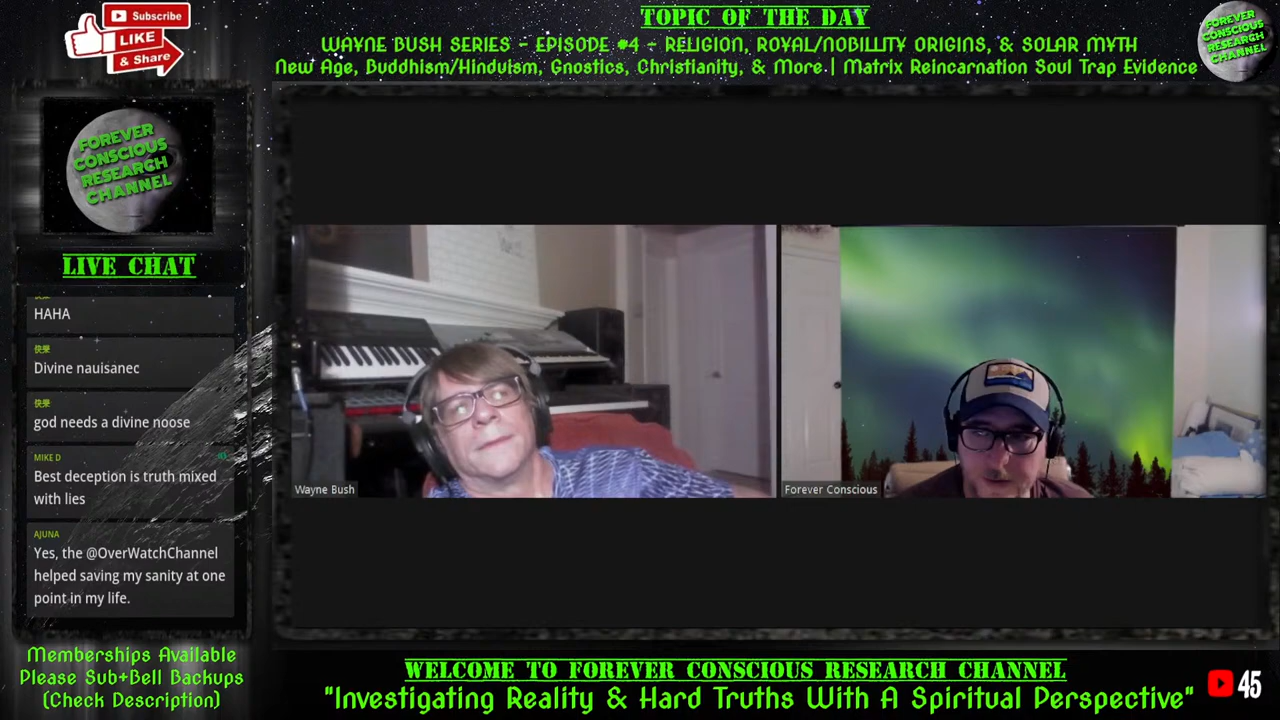 Subscribe
LIKE
& Share
TOPIC OF THE DAY
WAYNE BUSH SERIES - EPISODE #4 - RELIGION, ROYAL/NOBILLITY ORIGINS, & SOLAR MYTH
New Age, Buddhism/Hinduism, Gnostics, Christianity, & More | Matrix Reincarnation Soul Trap Evidence
FOREVER
CONSCIOUS
RESEARCH
CHANNEL
FOREVER
CONSCIOUS
RESEARCH
CHANNEL
LIVE CHAT
HAHA
快樂
Divine nauisanec
快樂
god needs a divine noose
MIKE D
Best deception is truth mixed
with lies
AJUNA
Yes, the @OverWatchChannel
helped saving my sanity at one
point in my life.
Wayne Bush
Forever Conscious
Memberships Available
Please Sub+Bell Backups
(Check Description)
WELCOME TO FOREVER CONSCIOUS RESEARCH CHANNEL
"Investigating Reality & Hard Truths With A Spiritual Perspective"
45